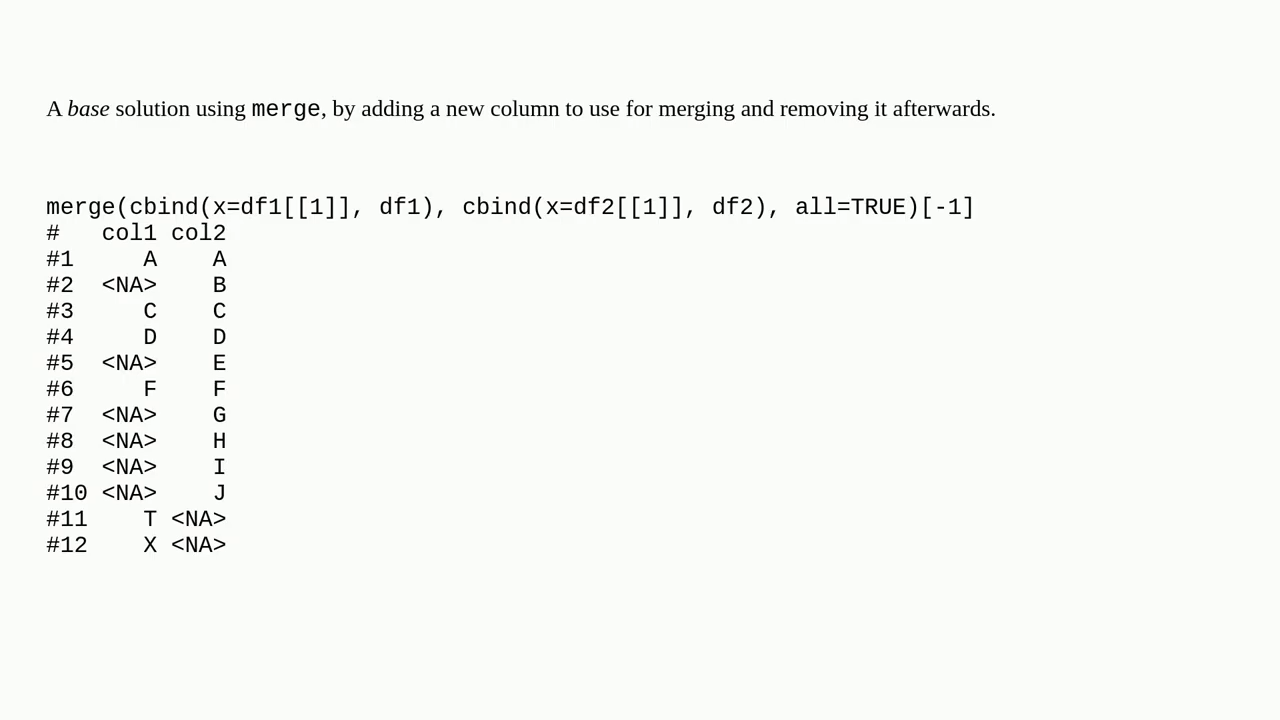 A base solution using merge, by adding a new column to use for merging and removing it afterwards.
merge(cbind(x=df1[[1]], df1), cbind(x=df2[[1]], df2), all=TRUE)[-1]
#   col1 col2
#1     A    A
#2  <NA>    B
#3     C    C
#4     D    D
#5  <NA>    E
#6     F    F
#7  <NA>    G
#8  <NA>    H
#9  <NA>    I
#10 <NA>    J
#11    T <NA>
#12    X <NA>